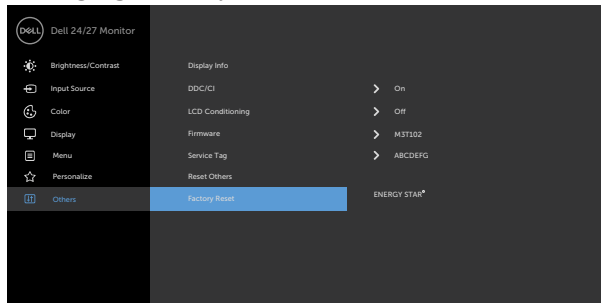 DELL Dell 24/27 Monitor
Brightness/Contrast Display Info
Input Source DDC/CI On
Color LCD Conditioning Off
Display Firmware M3T102
Menu Service Tag ABCDEFG
Personalize Reset Others
Others Factory Reset ENERGY STAR®